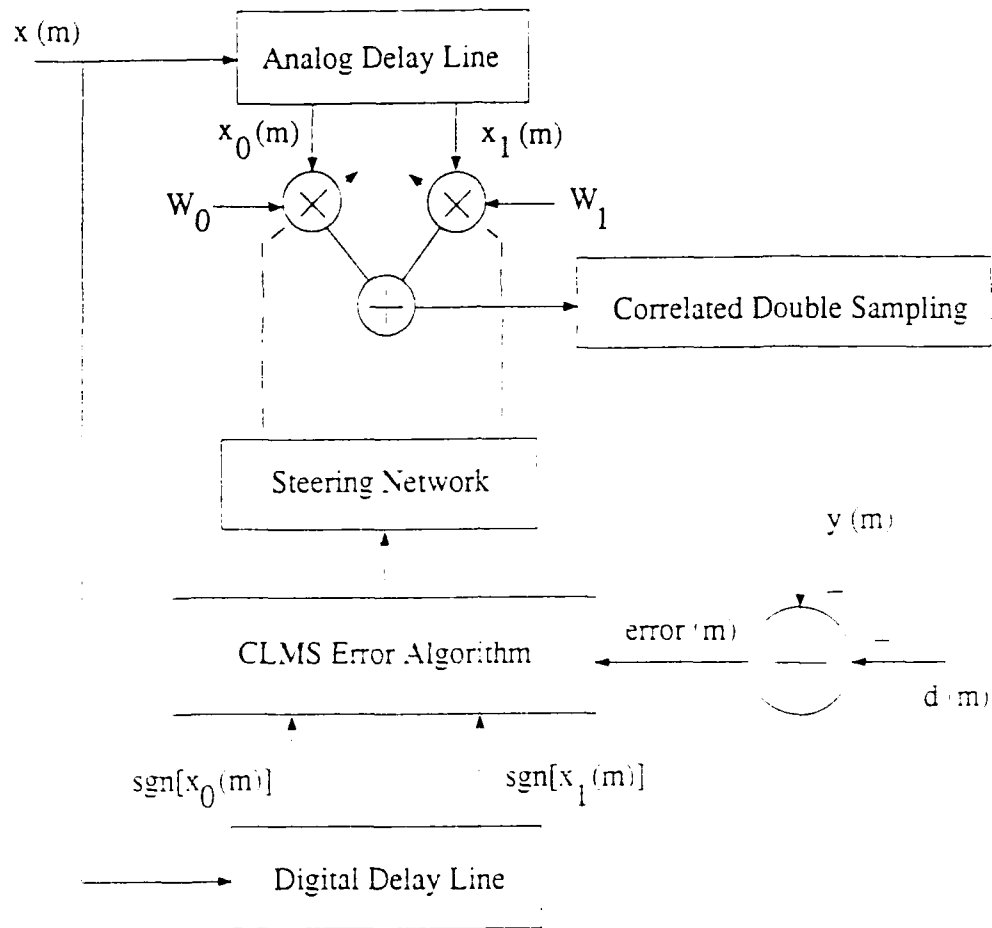 x (m)
Analog Delay Line
x_0 (m)
x_1 (m)
W_0
W_1
Correlated Double Sampling
Steering Network
y (m)
error (m)
CLMS Error Algorithm
d (m)
sgn[x_0(m)]
sgn[x_1(m)]
Digital Delay Line